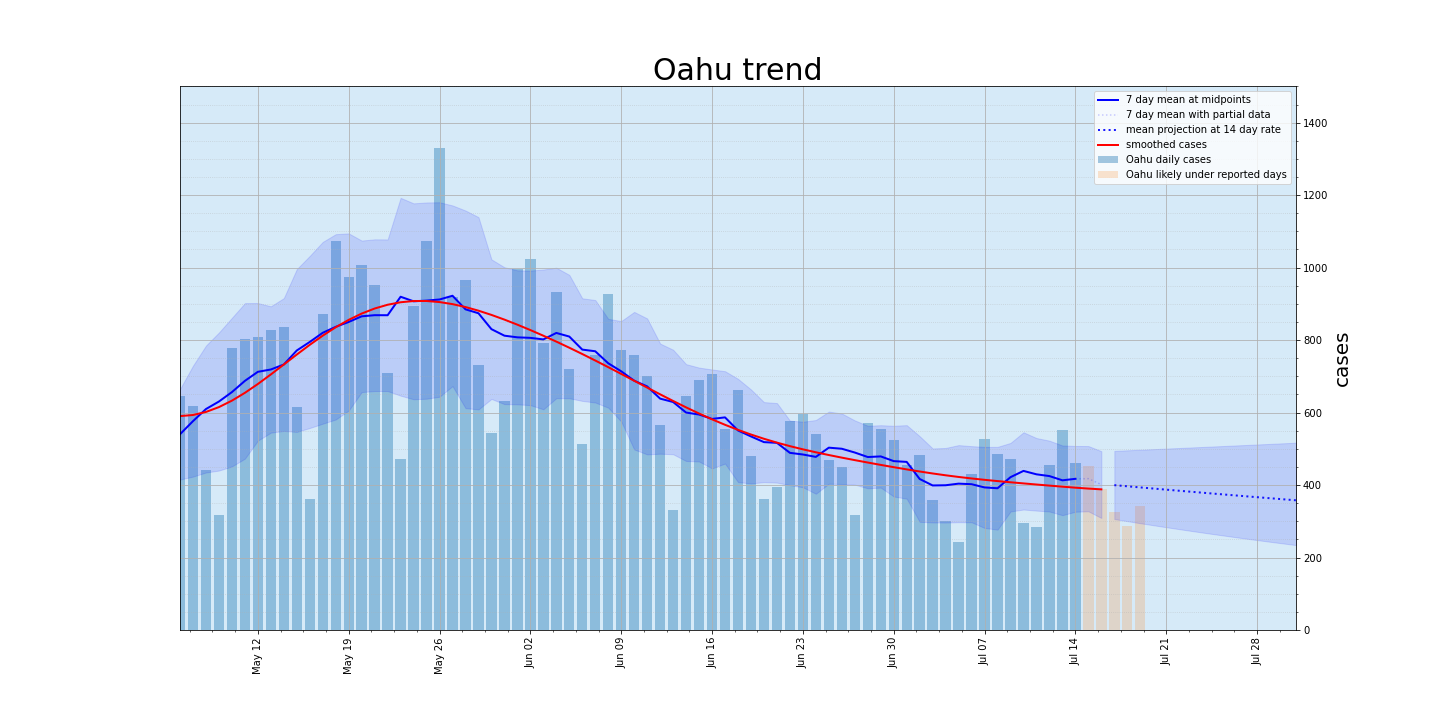 Oahu trend
7 day mean at midpoints
7 day mean with partial data
mean projection at 14 day rate
smoothed cases
Oahu daily cases
Oahu likely under reported days
1400
1200
1000
800
600
400
200
0
cases
May 12
May 19
May 26
Jun 02
Jun 09
Jun 16
Jun 23
Jun 30
Jul 07
Jul 14
Jul 21
Jul 28